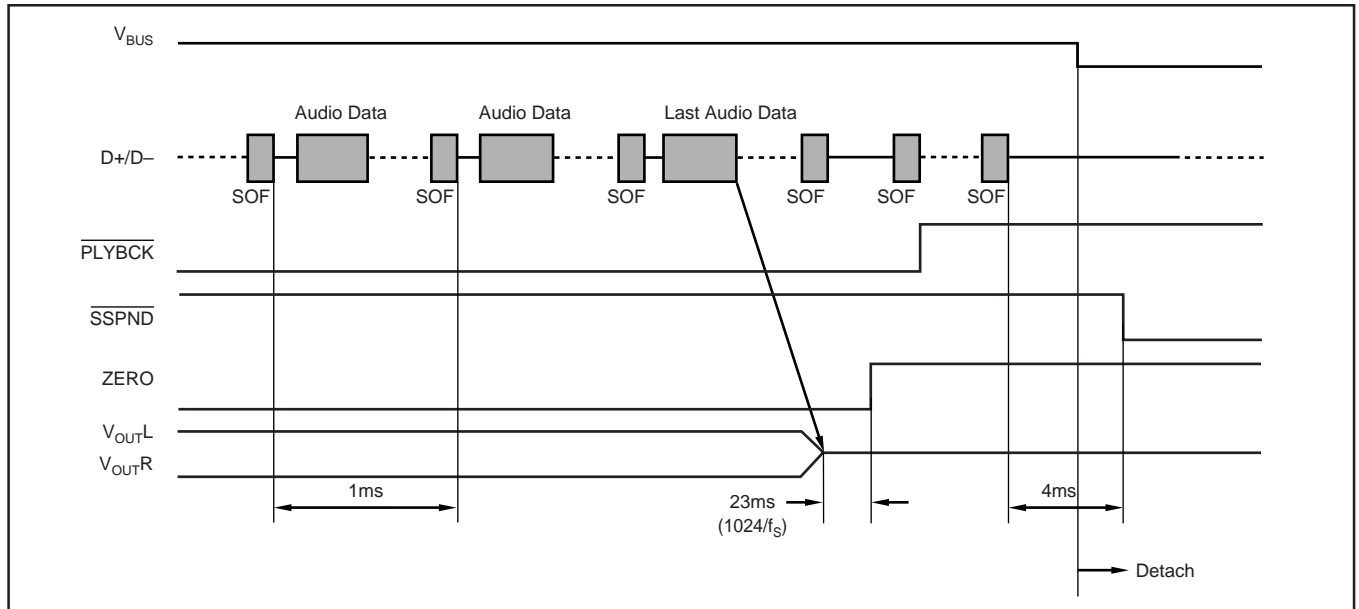 VBUS
Audio Data
Audio Data
Last Audio Data
D+/D–
SOF
SOF
SOF
SOF
SOF
SOF
PLYBCK
SSPND
ZERO
VOUTL
VOUTR
1ms
23ms
(1024/fS)
4ms
Detach